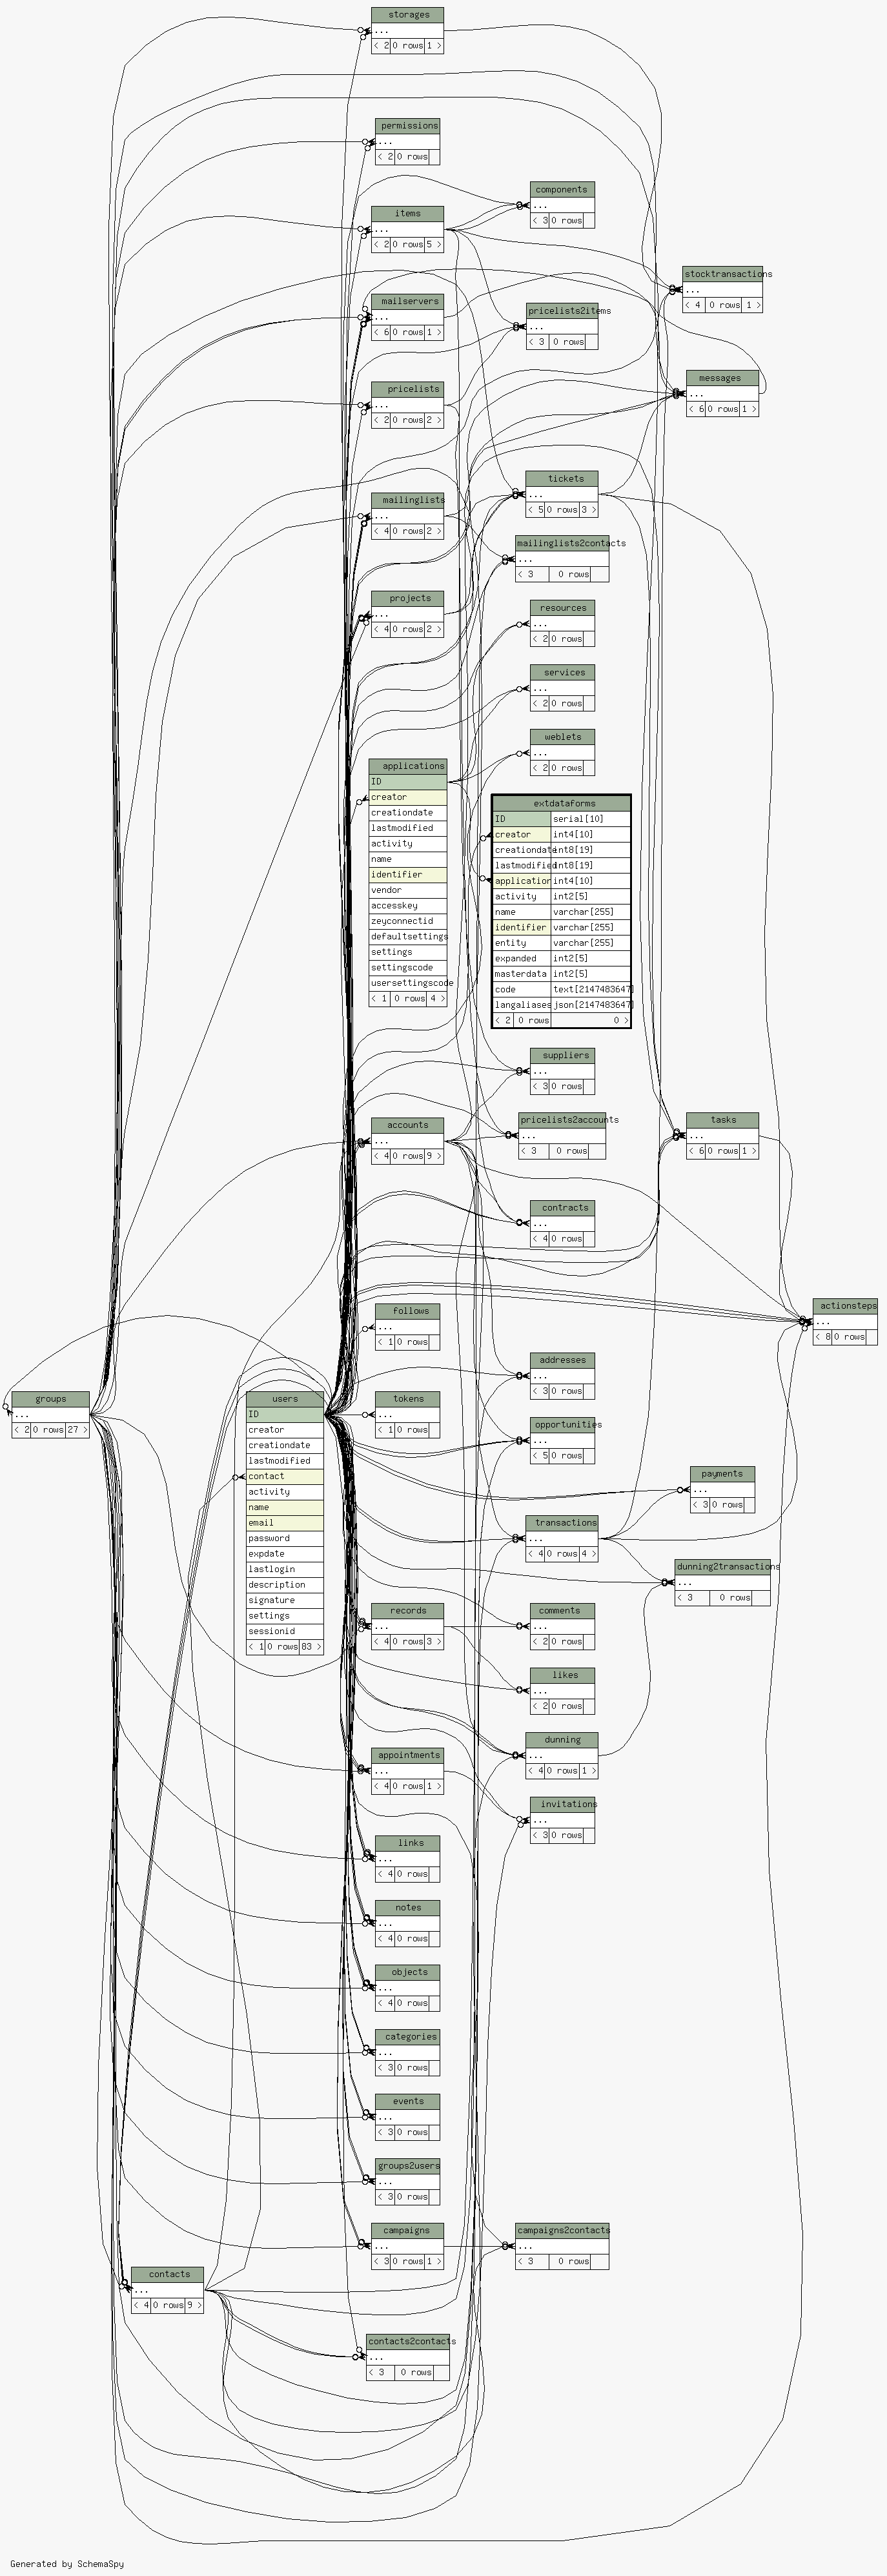 storages
...
< 2 0 rows 1 >
permissions
...
< 2 0 rows
components
...
< 3 0 rows
items
...
< 2 0 rows 5 >
stocktransactions
...
< 4 0 rows 1 >
mailservers
...
< 6 0 rows 1 >
pricelists2items
...
< 3 0 rows
messages
...
< 6 0 rows 1 >
pricelists
...
< 2 0 rows 2 >
tickets
...
< 5 0 rows 3 >
mailinglists
...
< 4 0 rows 2 >
mailinglists2contacts
...
< 3 0 rows
projects
...
< 4 0 rows 2 >
resources
...
< 2 0 rows
services
...
< 2 0 rows
weblets
...
< 2 0 rows
applications
ID
creator
creationdate
lastmodified
activity
name
identifier
vendor
accesskey
zeyconnectid
defaultsettings
settings
settingscode
usersettingscode
< 1 0 rows 4 >
extdataforms
ID serial[10]
creator int4[10]
creationdate int8[19]
lastmodified int8[19]
application int4[10]
activity int2[5]
name varchar[255]
identifier varchar[255]
entity varchar[255]
expanded int2[5]
masterdata int2[5]
code text[2147483647]
langaliases json[2147483647]
< 2 0 rows 0 >
suppliers
...
< 3 0 rows
accounts
...
< 4 0 rows 9 >
pricelists2accounts
...
< 3 0 rows
tasks
...
< 6 0 rows 1 >
contracts
...
< 4 0 rows
follows
...
< 1 0 rows
actionsteps
...
< 8 0 rows
addresses
...
< 3 0 rows
groups
...
< 2 0 rows 27 >
users
ID
creator
creationdate
lastmodified
contact
activity
name
email
password
expdate
lastlogin
description
signature
settings
sessionid
< 1 0 rows 83 >
tokens
...
< 1 0 rows
opportunities
...
< 5 0 rows
payments
...
< 3 0 rows
transactions
...
< 4 0 rows 4 >
dunning2transactions
...
< 3 0 rows
records
...
< 4 0 rows 3 >
comments
...
< 2 0 rows
likes
...
< 2 0 rows
dunning
...
< 4 0 rows 1 >
appointments
...
< 4 0 rows 1 >
invitations
...
< 3 0 rows
links
...
< 4 0 rows
notes
...
< 4 0 rows
objects
...
< 4 0 rows
categories
...
< 3 0 rows
events
...
< 3 0 rows
groups2users
...
< 3 0 rows
campaigns
...
< 3 0 rows 1 >
campaigns2contacts
...
< 3 0 rows
contacts
...
< 4 0 rows 9 >
contacts2contacts
...
< 3 0 rows
Generated by SchemaSpy